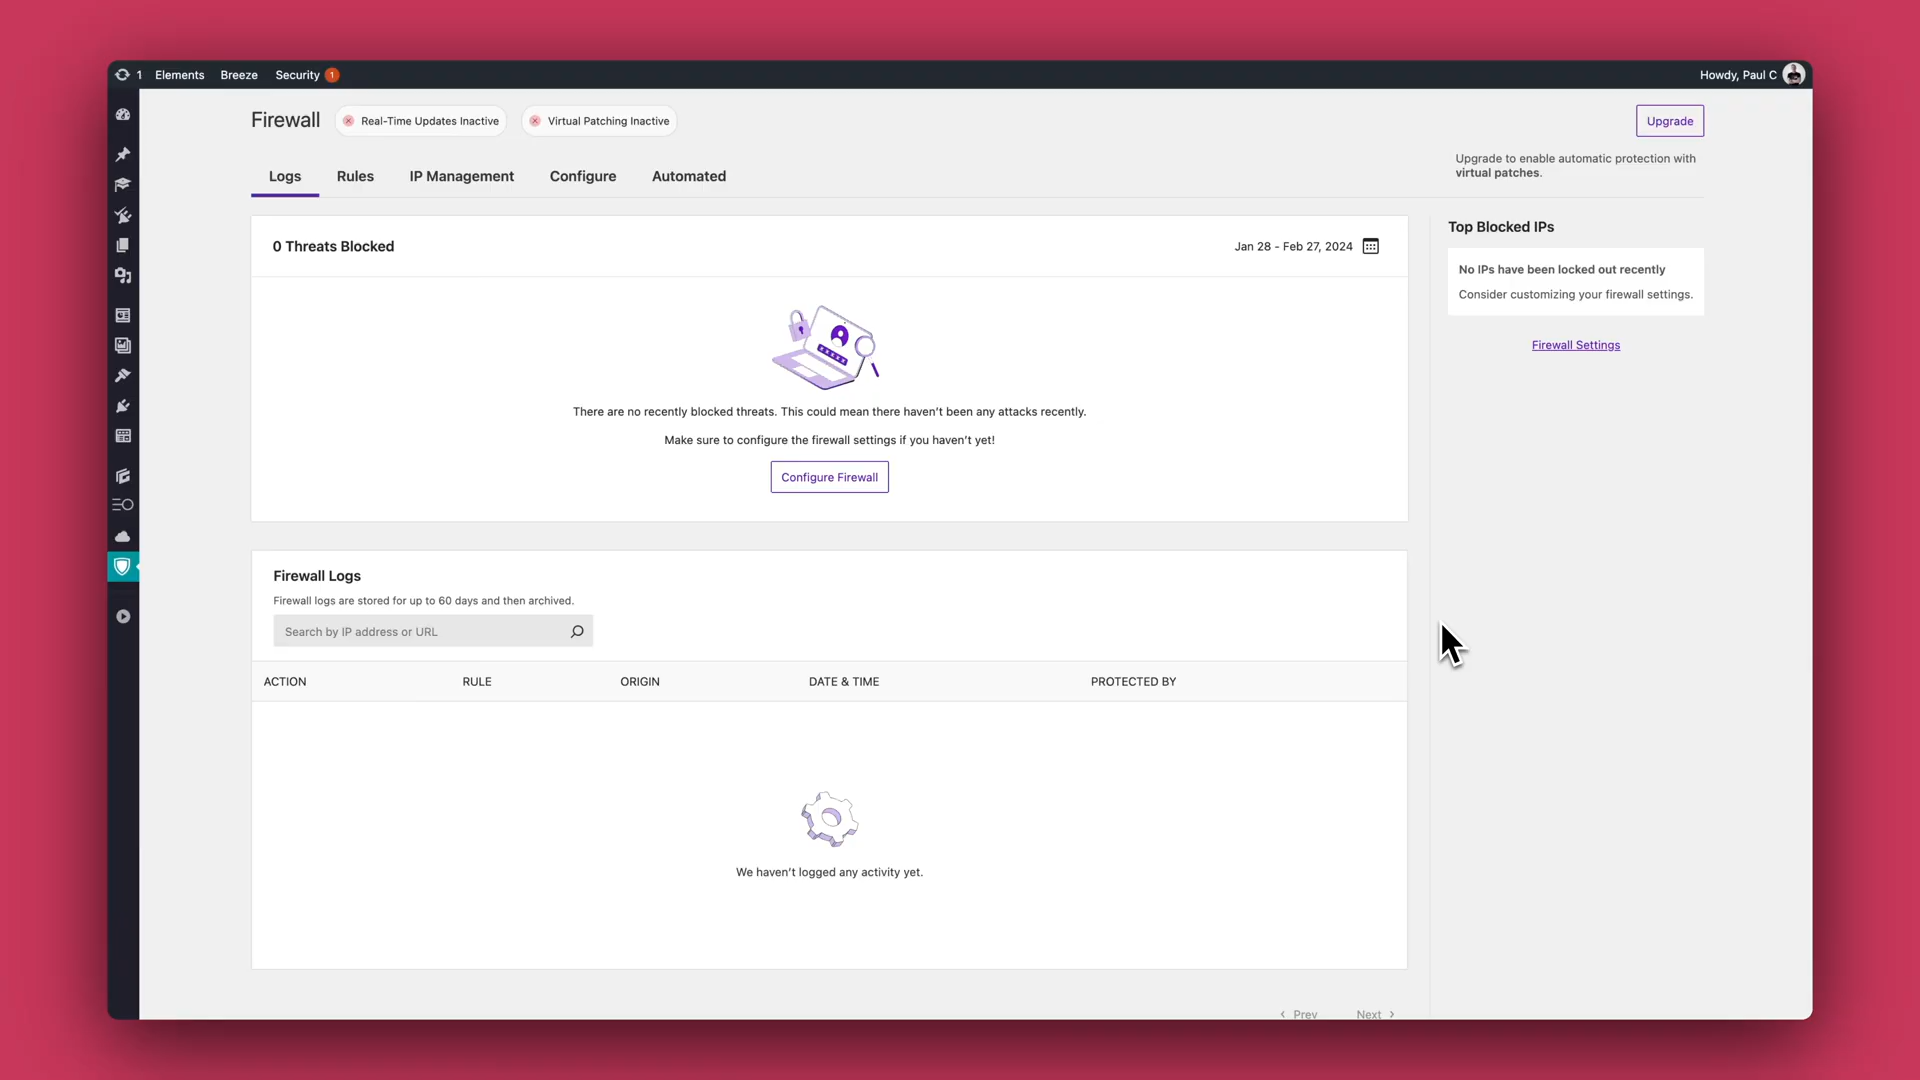 1 Elements Breeze Security 1
Howdy, Paul C
Firewall
Real-Time Updates Inactive
Virtual Patching Inactive
Upgrade
Upgrade to enable automatic protection with
virtual patches.
Logs
Rules
IP Management
Configure
Automated
0 Threats Blocked
Jan 28 - Feb 27, 2024
There are no recently blocked threats. This could mean there haven't been any attacks recently.
Make sure to configure the firewall settings if you haven't yet!
Configure Firewall
Top Blocked IPs
No IPs have been locked out recently
Consider customizing your firewall settings.
Firewall Settings
Firewall Logs
Firewall logs are stored for up to 60 days and then archived.
Search by IP address or URL
ACTION RULE ORIGIN DATE & TIME PROTECTED BY
We haven't logged any activity yet.
‹ Prev
Next ›